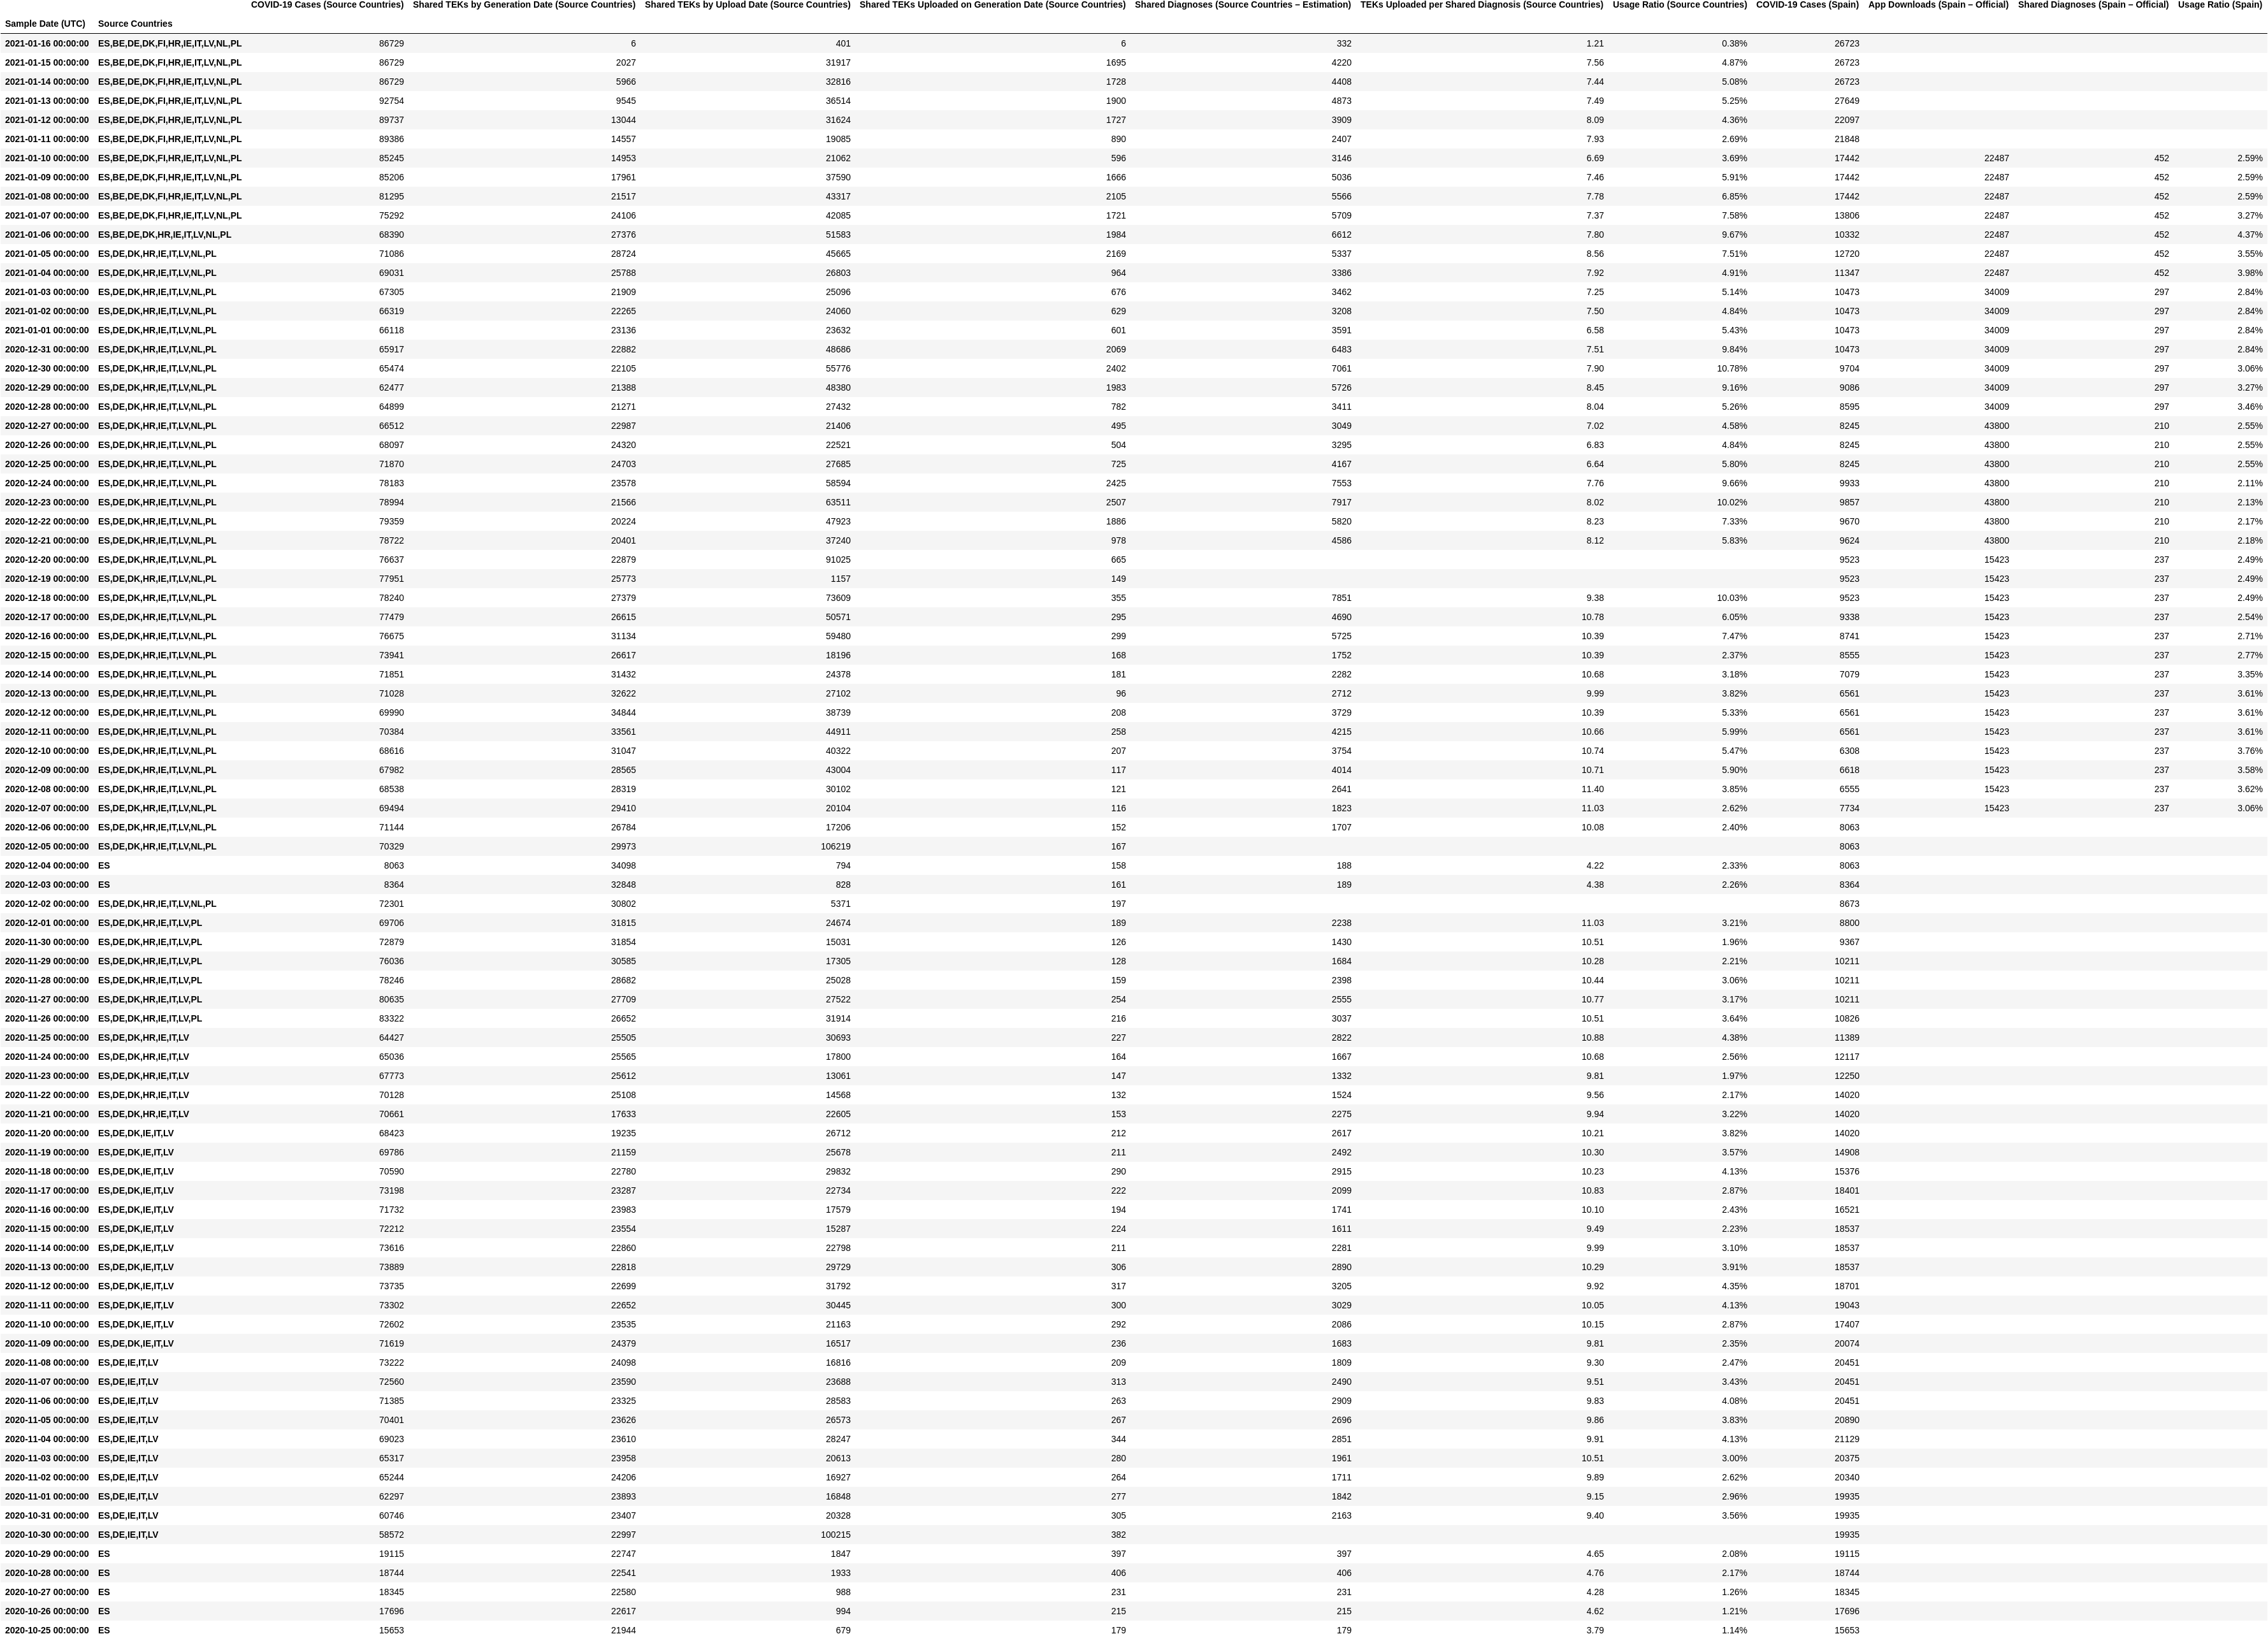 COVID-19 Cases (Source Countries) Shared TEKs by Generation Date (Source Countries) Shared TEKs by Upload Date (Source Countries) Shared TEKs Uploaded on Generation Date (Source Countries) Shared Diagnoses (Source Countries – Estimation) TEKs Uploaded per Shared Diagnosis (Source Countries) Usage Ratio (Source Countries) COVID-19 Cases (Spain) App Downloads (Spain – Official) Shared Diagnoses (Spain – Official) Usage Ratio (Spain)
Sample Date (UTC) Source Countries
2021-01-16 00:00:00 ES,BE,DE,DK,FI,HR,IE,IT,LV,NL,PL 86729 6 401 6 332 1.21 0.38% 26723
2021-01-15 00:00:00 ES,BE,DE,DK,FI,HR,IE,IT,LV,NL,PL 86729 2027 31917 1695 4220 7.56 4.87% 26723
2021-01-14 00:00:00 ES,BE,DE,DK,FI,HR,IE,IT,LV,NL,PL 86729 5966 32816 1728 4408 7.44 5.08% 26723
2021-01-13 00:00:00 ES,BE,DE,DK,FI,HR,IE,IT,LV,NL,PL 92754 9545 36514 1900 4873 7.49 5.25% 27649
2021-01-12 00:00:00 ES,BE,DE,DK,FI,HR,IE,IT,LV,NL,PL 89737 13044 31624 1727 3909 8.09 4.36% 22097
2021-01-11 00:00:00 ES,BE,DE,DK,FI,HR,IE,IT,LV,NL,PL 89386 14557 19085 890 2407 7.93 2.69% 21848
2021-01-10 00:00:00 ES,BE,DE,DK,FI,HR,IE,IT,LV,NL,PL 85245 14953 21062 596 3146 6.69 3.69% 17442 22487 452 2.59%
2021-01-09 00:00:00 ES,BE,DE,DK,FI,HR,IE,IT,LV,NL,PL 85206 17961 37590 1666 5036 7.46 5.91% 17442 22487 452 2.59%
2021-01-08 00:00:00 ES,BE,DE,DK,FI,HR,IE,IT,LV,NL,PL 81295 21517 43317 2105 5566 7.78 6.85% 17442 22487 452 2.59%
2021-01-07 00:00:00 ES,BE,DE,DK,FI,HR,IE,IT,LV,NL,PL 75292 24106 42085 1721 5709 7.37 7.58% 13806 22487 452 3.27%
2021-01-06 00:00:00 ES,BE,DE,DK,HR,IE,IT,LV,NL,PL 68390 27376 51583 1984 6612 7.80 9.67% 10332 22487 452 4.37%
2021-01-05 00:00:00 ES,DE,DK,HR,IE,IT,LV,NL,PL 71086 28724 45665 2169 5337 8.56 7.51% 12720 22487 452 3.55%
2021-01-04 00:00:00 ES,DE,DK,HR,IE,IT,LV,NL,PL 69031 25788 26803 964 3386 7.92 4.91% 11347 22487 452 3.98%
2021-01-03 00:00:00 ES,DE,DK,HR,IE,IT,LV,NL,PL 67305 21909 25096 676 3462 7.25 5.14% 10473 34009 297 2.84%
2021-01-02 00:00:00 ES,DE,DK,HR,IE,IT,LV,NL,PL 66319 22265 24060 629 3208 7.50 4.84% 10473 34009 297 2.84%
2021-01-01 00:00:00 ES,DE,DK,HR,IE,IT,LV,NL,PL 66118 23136 23632 601 3591 6.58 5.43% 10473 34009 297 2.84%
2020-12-31 00:00:00 ES,DE,DK,HR,IE,IT,LV,NL,PL 65917 22882 48686 2069 6483 7.51 9.84% 10473 34009 297 2.84%
2020-12-30 00:00:00 ES,DE,DK,HR,IE,IT,LV,NL,PL 65474 22105 55776 2402 7061 7.90 10.78% 9704 34009 297 3.06%
2020-12-29 00:00:00 ES,DE,DK,HR,IE,IT,LV,NL,PL 62477 21388 48380 1983 5726 8.45 9.16% 9086 34009 297 3.27%
2020-12-28 00:00:00 ES,DE,DK,HR,IE,IT,LV,NL,PL 64899 21271 27432 782 3411 8.04 5.26% 8595 34009 297 3.46%
2020-12-27 00:00:00 ES,DE,DK,HR,IE,IT,LV,NL,PL 66512 22987 21406 495 3049 7.02 4.58% 8245 43800 210 2.55%
2020-12-26 00:00:00 ES,DE,DK,HR,IE,IT,LV,NL,PL 68097 24320 22521 504 3295 6.83 4.84% 8245 43800 210 2.55%
2020-12-25 00:00:00 ES,DE,DK,HR,IE,IT,LV,NL,PL 71870 24703 27685 725 4167 6.64 5.80% 8245 43800 210 2.55%
2020-12-24 00:00:00 ES,DE,DK,HR,IE,IT,LV,NL,PL 78183 23578 58594 2425 7553 7.76 9.66% 9933 43800 210 2.11%
2020-12-23 00:00:00 ES,DE,DK,HR,IE,IT,LV,NL,PL 78994 21566 63511 2507 7917 8.02 10.02% 9857 43800 210 2.13%
2020-12-22 00:00:00 ES,DE,DK,HR,IE,IT,LV,NL,PL 79359 20224 47923 1886 5820 8.23 7.33% 9670 43800 210 2.17%
2020-12-21 00:00:00 ES,DE,DK,HR,IE,IT,LV,NL,PL 78722 20401 37240 978 4586 8.12 5.83% 9624 43800 210 2.18%
2020-12-20 00:00:00 ES,DE,DK,HR,IE,IT,LV,NL,PL 76637 22879 91025 665 9523 15423 237 2.49%
2020-12-19 00:00:00 ES,DE,DK,HR,IE,IT,LV,NL,PL 77951 25773 1157 149 9523 15423 237 2.49%
2020-12-18 00:00:00 ES,DE,DK,HR,IE,IT,LV,NL,PL 78240 27379 73609 355 7851 9.38 10.03% 9523 15423 237 2.49%
2020-12-17 00:00:00 ES,DE,DK,HR,IE,IT,LV,NL,PL 77479 26615 50571 295 4690 10.78 6.05% 9338 15423 237 2.54%
2020-12-16 00:00:00 ES,DE,DK,HR,IE,IT,LV,NL,PL 76675 31134 59480 299 5725 10.39 7.47% 8741 15423 237 2.71%
2020-12-15 00:00:00 ES,DE,DK,HR,IE,IT,LV,NL,PL 73941 26617 18196 168 1752 10.39 2.37% 8555 15423 237 2.77%
2020-12-14 00:00:00 ES,DE,DK,HR,IE,IT,LV,NL,PL 71851 31432 24378 181 2282 10.68 3.18% 7079 15423 237 3.35%
2020-12-13 00:00:00 ES,DE,DK,HR,IE,IT,LV,NL,PL 71028 32622 27102 96 2712 9.99 3.82% 6561 15423 237 3.61%
2020-12-12 00:00:00 ES,DE,DK,HR,IE,IT,LV,NL,PL 69990 34844 38739 208 3729 10.39 5.33% 6561 15423 237 3.61%
2020-12-11 00:00:00 ES,DE,DK,HR,IE,IT,LV,NL,PL 70384 33561 44911 258 4215 10.66 5.99% 6561 15423 237 3.61%
2020-12-10 00:00:00 ES,DE,DK,HR,IE,IT,LV,NL,PL 68616 31047 40322 207 3754 10.74 5.47% 6308 15423 237 3.76%
2020-12-09 00:00:00 ES,DE,DK,HR,IE,IT,LV,NL,PL 67982 28565 43004 117 4014 10.71 5.90% 6618 15423 237 3.58%
2020-12-08 00:00:00 ES,DE,DK,HR,IE,IT,LV,NL,PL 68538 28319 30102 121 2641 11.40 3.85% 6555 15423 237 3.62%
2020-12-07 00:00:00 ES,DE,DK,HR,IE,IT,LV,NL,PL 69494 29410 20104 116 1823 11.03 2.62% 7734 15423 237 3.06%
2020-12-06 00:00:00 ES,DE,DK,HR,IE,IT,LV,NL,PL 71144 26784 17206 152 1707 10.08 2.40% 8063
2020-12-05 00:00:00 ES,DE,DK,HR,IE,IT,LV,NL,PL 70329 29973 106219 167 8063
2020-12-04 00:00:00 ES 8063 34098 794 158 188 4.22 2.33% 8063
2020-12-03 00:00:00 ES 8364 32848 828 161 189 4.38 2.26% 8364
2020-12-02 00:00:00 ES,DE,DK,HR,IE,IT,LV,NL,PL 72301 30802 5371 197 8673
2020-12-01 00:00:00 ES,DE,DK,HR,IE,IT,LV,PL 69706 31815 24674 189 2238 11.03 3.21% 8800
2020-11-30 00:00:00 ES,DE,DK,HR,IE,IT,LV,PL 72879 31854 15031 126 1430 10.51 1.96% 9367
2020-11-29 00:00:00 ES,DE,DK,HR,IE,IT,LV,PL 76036 30585 17305 128 1684 10.28 2.21% 10211
2020-11-28 00:00:00 ES,DE,DK,HR,IE,IT,LV,PL 78246 28682 25028 159 2398 10.44 3.06% 10211
2020-11-27 00:00:00 ES,DE,DK,HR,IE,IT,LV,PL 80635 27709 27522 254 2555 10.77 3.17% 10211
2020-11-26 00:00:00 ES,DE,DK,HR,IE,IT,LV,PL 83322 26652 31914 216 3037 10.51 3.64% 10826
2020-11-25 00:00:00 ES,DE,DK,HR,IE,IT,LV 64427 25505 30693 227 2822 10.88 4.38% 11389
2020-11-24 00:00:00 ES,DE,DK,HR,IE,IT,LV 65036 25565 17800 164 1667 10.68 2.56% 12117
2020-11-23 00:00:00 ES,DE,DK,HR,IE,IT,LV 67773 25612 13061 147 1332 9.81 1.97% 12250
2020-11-22 00:00:00 ES,DE,DK,HR,IE,IT,LV 70128 25108 14568 132 1524 9.56 2.17% 14020
2020-11-21 00:00:00 ES,DE,DK,HR,IE,IT,LV 70661 17633 22605 153 2275 9.94 3.22% 14020
2020-11-20 00:00:00 ES,DE,DK,IE,IT,LV 68423 19235 26712 212 2617 10.21 3.82% 14020
2020-11-19 00:00:00 ES,DE,DK,IE,IT,LV 69786 21159 25678 211 2492 10.30 3.57% 14908
2020-11-18 00:00:00 ES,DE,DK,IE,IT,LV 70590 22780 29832 290 2915 10.23 4.13% 15376
2020-11-17 00:00:00 ES,DE,DK,IE,IT,LV 73198 23287 22734 222 2099 10.83 2.87% 18401
2020-11-16 00:00:00 ES,DE,DK,IE,IT,LV 71732 23983 17579 194 1741 10.10 2.43% 16521
2020-11-15 00:00:00 ES,DE,DK,IE,IT,LV 72212 23554 15287 224 1611 9.49 2.23% 18537
2020-11-14 00:00:00 ES,DE,DK,IE,IT,LV 73616 22860 22798 211 2281 9.99 3.10% 18537
2020-11-13 00:00:00 ES,DE,DK,IE,IT,LV 73889 22818 29729 306 2890 10.29 3.91% 18537
2020-11-12 00:00:00 ES,DE,DK,IE,IT,LV 73735 22699 31792 317 3205 9.92 4.35% 18701
2020-11-11 00:00:00 ES,DE,DK,IE,IT,LV 73302 22652 30445 300 3029 10.05 4.13% 19043
2020-11-10 00:00:00 ES,DE,DK,IE,IT,LV 72602 23535 21163 292 2086 10.15 2.87% 17407
2020-11-09 00:00:00 ES,DE,DK,IE,IT,LV 71619 24379 16517 236 1683 9.81 2.35% 20074
2020-11-08 00:00:00 ES,DE,IE,IT,LV 73222 24098 16816 209 1809 9.30 2.47% 20451
2020-11-07 00:00:00 ES,DE,IE,IT,LV 72560 23590 23688 313 2490 9.51 3.43% 20451
2020-11-06 00:00:00 ES,DE,IE,IT,LV 71385 23325 28583 263 2909 9.83 4.08% 20451
2020-11-05 00:00:00 ES,DE,IE,IT,LV 70401 23626 26573 267 2696 9.86 3.83% 20890
2020-11-04 00:00:00 ES,DE,IE,IT,LV 69023 23610 28247 344 2851 9.91 4.13% 21129
2020-11-03 00:00:00 ES,DE,IE,IT,LV 65317 23958 20613 280 1961 10.51 3.00% 20375
2020-11-02 00:00:00 ES,DE,IE,IT,LV 65244 24206 16927 264 1711 9.89 2.62% 20340
2020-11-01 00:00:00 ES,DE,IE,IT,LV 62297 23893 16848 277 1842 9.15 2.96% 19935
2020-10-31 00:00:00 ES,DE,IE,IT,LV 60746 23407 20328 305 2163 9.40 3.56% 19935
2020-10-30 00:00:00 ES,DE,IE,IT,LV 58572 22997 100215 382 19935
2020-10-29 00:00:00 ES 19115 22747 1847 397 397 4.65 2.08% 19115
2020-10-28 00:00:00 ES 18744 22541 1933 406 406 4.76 2.17% 18744
2020-10-27 00:00:00 ES 18345 22580 988 231 231 4.28 1.26% 18345
2020-10-26 00:00:00 ES 17696 22617 994 215 215 4.62 1.21% 17696
2020-10-25 00:00:00 ES 15653 21944 679 179 179 3.79 1.14% 15653